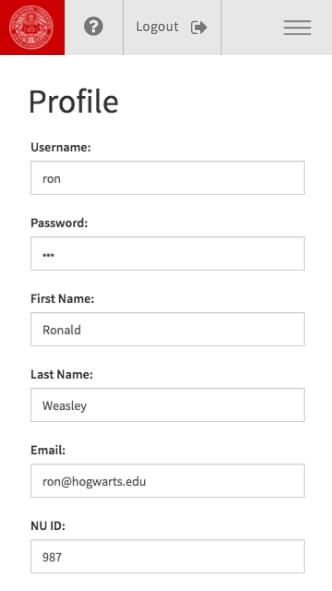 ? Logout
Profile
Username:
ron
Password:
•••
First Name:
Ronald
Last Name:
Weasley
Email:
ron@hogwarts.edu
NU ID:
987